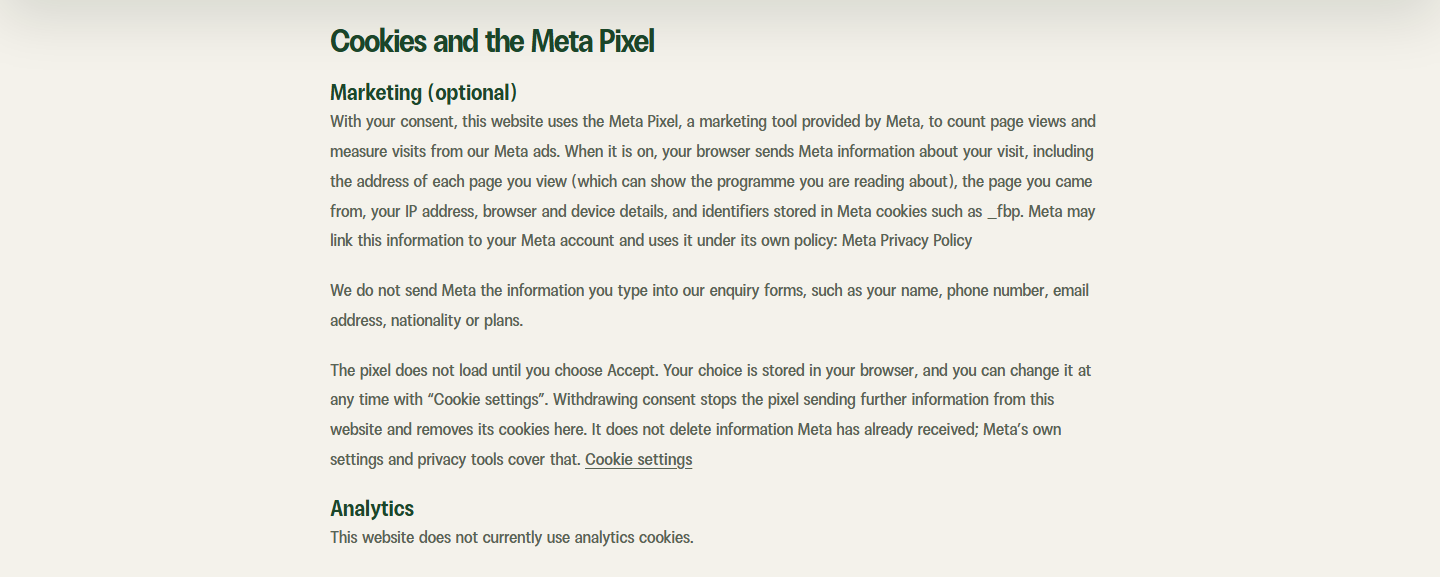 Cookies and the Meta Pixel
Marketing (optional)
With your consent, this website uses the Meta Pixel, a marketing tool provided by Meta, to count page views and
measure visits from our Meta ads. When it is on, your browser sends Meta information about your visit, including
the address of each page you view (which can show the programme you are reading about), the page you came
from, your IP address, browser and device details, and identifiers stored in Meta cookies such as _fbp. Meta may
link this information to your Meta account and uses it under its own policy: Meta Privacy Policy
We do not send Meta the information you type into our enquiry forms, such as your name, phone number, email
address, nationality or plans.
The pixel does not load until you choose Accept. Your choice is stored in your browser, and you can change it at
any time with “Cookie settings”. Withdrawing consent stops the pixel sending further information from this
website and removes its cookies here. It does not delete information Meta has already received; Meta’s own
settings and privacy tools cover that. Cookie settings
Analytics
This website does not currently use analytics cookies.